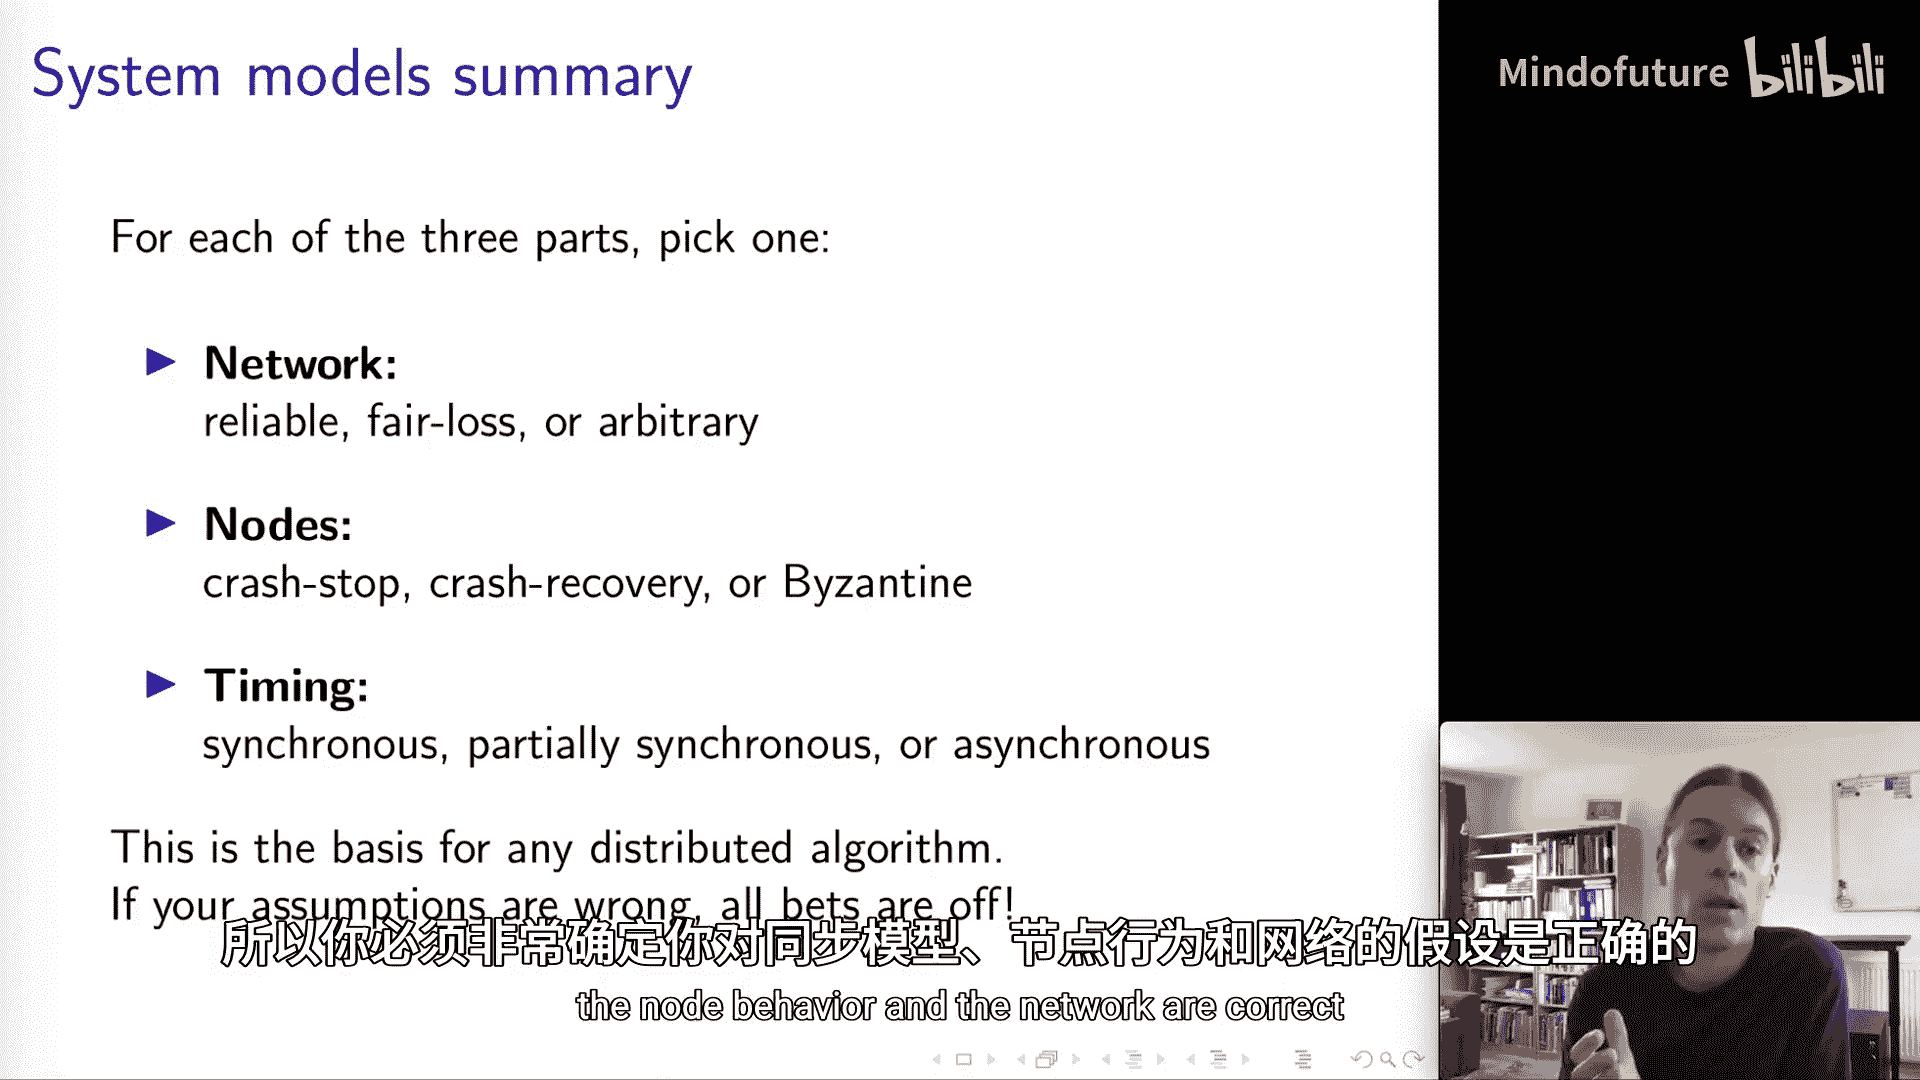 System models summary
Mindofuture bilibili
For each of the three parts, pick one:
Network:
reliable, fair-loss, or arbitrary
Nodes:
crash-stop, crash-recovery, or Byzantine
Timing:
synchronous, partially synchronous, or asynchronous
This is the basis for any distributed algorithm.
If your assumptions are wrong, all bets are off!
所以你必须非常确定你对同步模型、节点行为和网络的假设是正确的
the node behavior and the network are correct